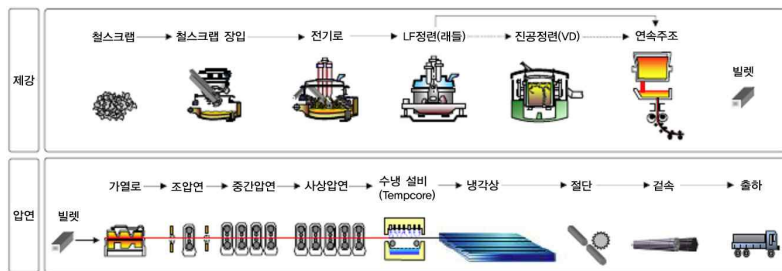 제강
철스크랩 철스크랩 장입 전기로 LF정련(래들) 진공정련(VD) 연속주조
빌렛
압연
빌렛
가열로 조압연 중간압연 사상압연 수냉 설비 냉각상 절단 겉속 출하
(Tempcore)